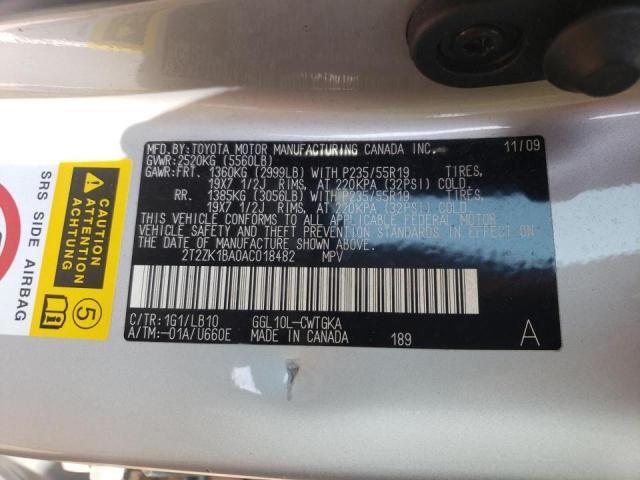 MFD.BY:TOYOTA MOTOR MANUFACTURING CANADA INC. 11/09
GVWR:2520KG (5560LB)
GAWR:FRT. 1360KG (2999LB) WITH P235/55R19 TIRES,
19X7 1/2J RIMS, AT 220KPA (32PSI) COLD.
RR. 1385KG (3056LB) WITH P235/55R19 TIRES,
19X7 1/2J RIMS, AT 220KPA (32PSI) COLD.
THIS VEHICLE CONFORMS TO ALL APPLICABLE FEDERAL MOTOR
VEHICLE SAFETY AND THEFT PREVENTION STANDARDS IN EFFECT ON
THE DATE OF MANUFACTURE SHOWN ABOVE.
2T2ZK1BA0AC018482 MPV
C/TR:1G1/LB10 GGL10L-CWTGKA
A/TM:-01A/U660E MADE IN CANADA 189 A
SRS SIDE AIRBAG
CAUTION
ACHTUNG
5